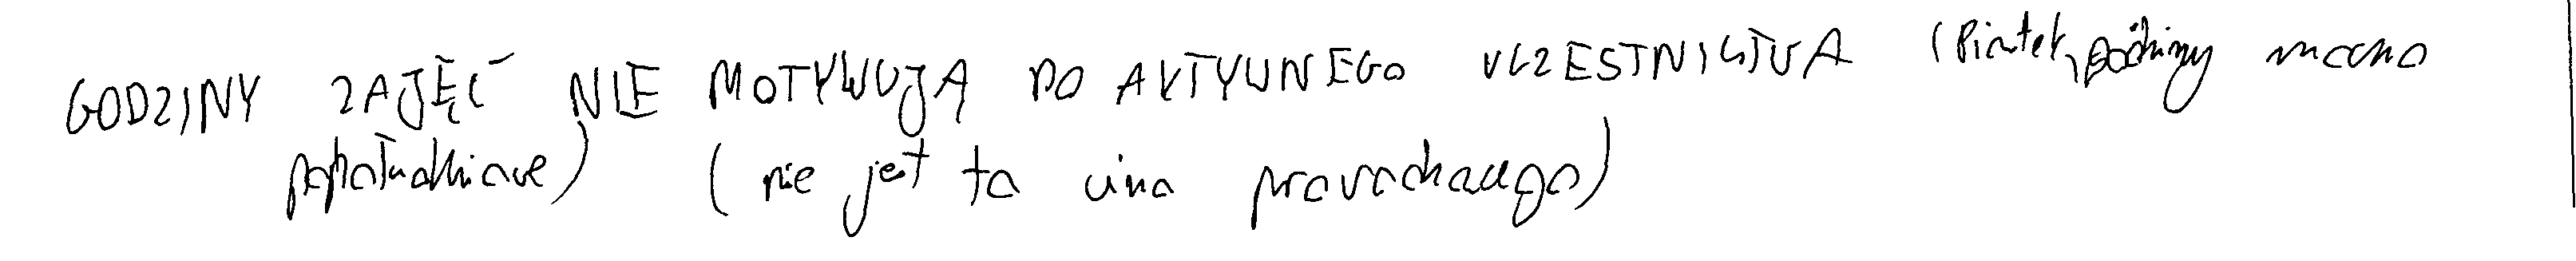 GODZINY ZAJĘĆ NIE MOTYWUJĄ DO AKTYWNEGO UCZESTNICTWA (Piątek, godziny mocno
popołudniowe) (nie jest to wina prowadzącego)